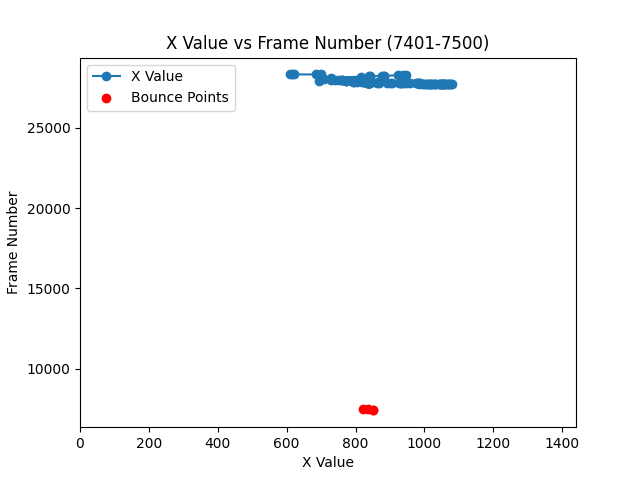 X Value vs Frame Number (7401-7500)
X Value
Bounce Points
25000
20000
15000
10000
Frame Number
0 200 400 600 800 1000 1200 1400
X Value